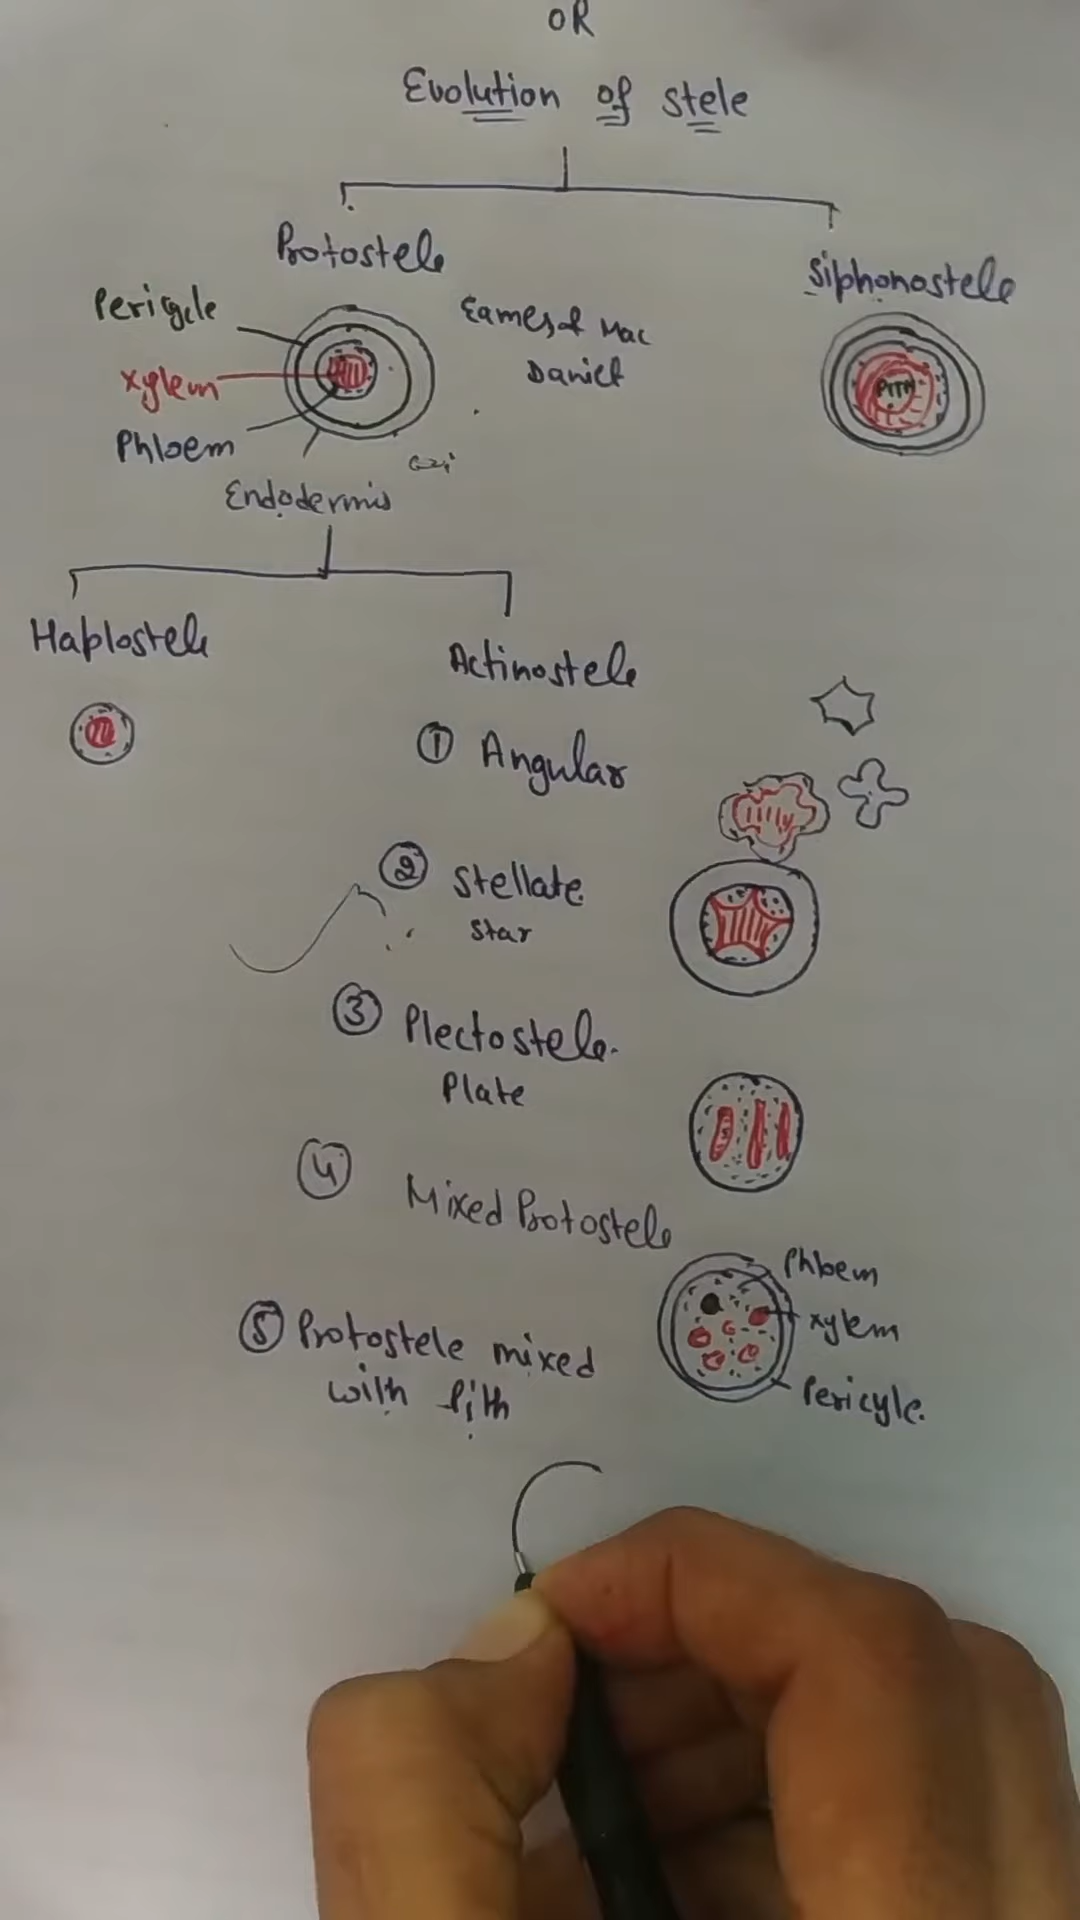 OR
Evolution of stele
Protostele
Siphonostele
Pericycle
Eames & Mac
Daniel
xylem
PITH
Phloem
Endodermis
Haplostele
Actinostele
① Angular
② Stellate
Star
③ Plectostele.
Plate
④ Mixed Protostele
Phloem
xylem
⑤ Protostele mixed
with Pith
Pericyle.